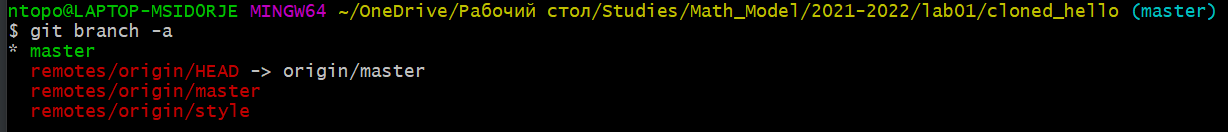 ntopo@LAPTOP-MSIDORJE MINGW64 ~/OneDrive/Рабочий стол/Studies/Math_Model/2021-2022/lab01/cloned_hello (master)
$ git branch -a
* master
  remotes/origin/HEAD -> origin/master
  remotes/origin/master
  remotes/origin/style